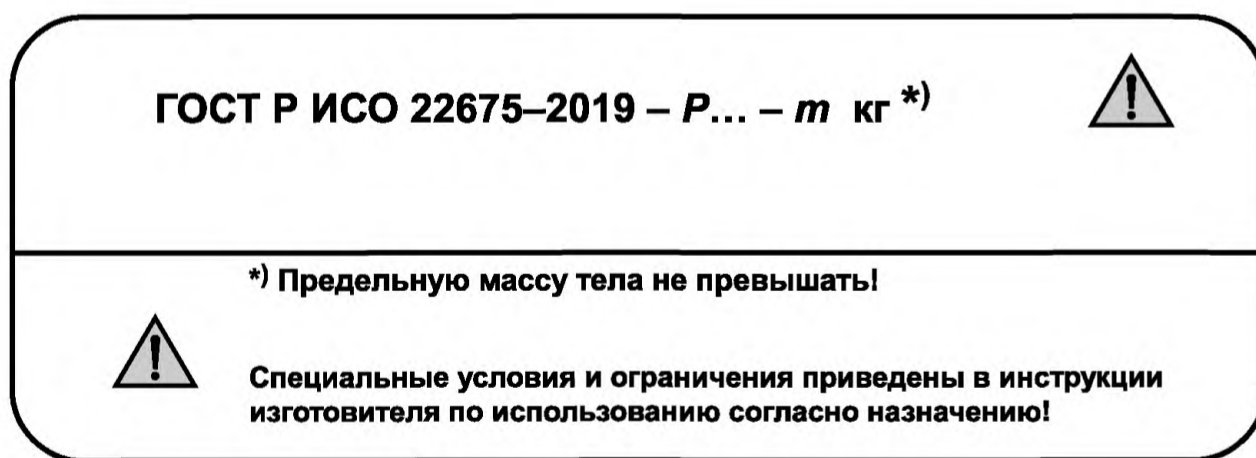 ГОСТ Р ИСО 22675–2019 – P... – m кг *)
*) Предельную массу тела не превышать!
Специальные условия и ограничения приведены в инструкции
изготовителя по использованию согласно назначению!